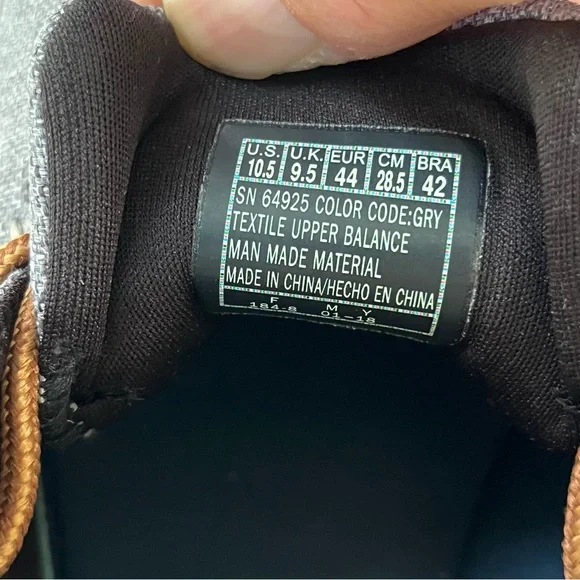 U.S. U.K. EUR CM BRA
10.5 9.5 44 28.5 42
SN 64925 COLOR CODE:GRY
TEXTILE UPPER BALANCE
MAN MADE MATERIAL
MADE IN CHINA/HECHO EN CHINA
F M Y
184-8 01-18